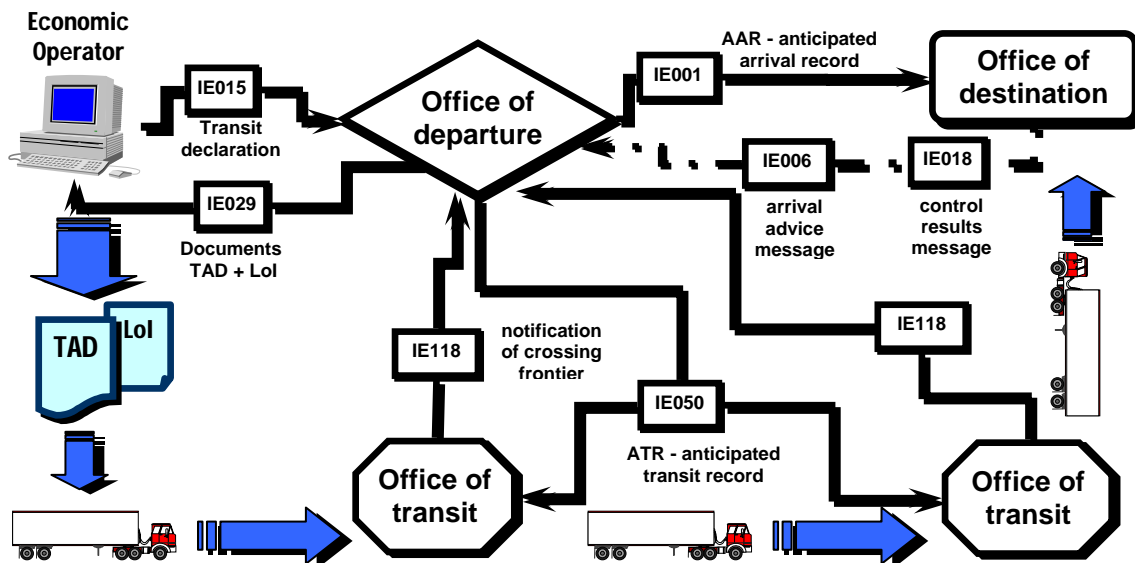 Economic
Operator
IE015
Transit
declaration
IE029
Documents
TAD + LoI
TAD
LoI
Office of
departure
IE001
AAR - anticipated
arrival record
Office of
destination
IE006
arrival
advice
message
IE018
control
results
message
IE118
notification
of crossing
frontier
IE050
ATR - anticipated
transit record
IE118
Office of
transit
Office of
transit